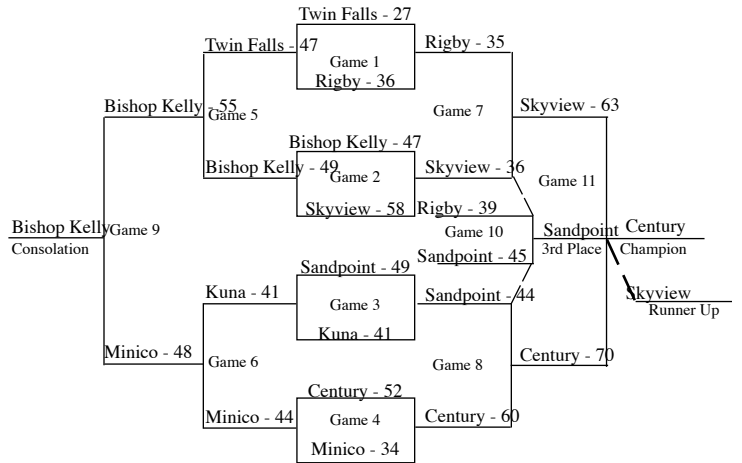 Twin Falls - 27
Twin Falls - 47
Rigby - 35
Game 1
Rigby - 36
Bishop Kelly - 55
Game 5
Game 7
Skyview - 63
Bishop Kelly - 47
Bishop Kelly - 49
Game 2
Skyview - 36
Game 11
Skyview - 58
Rigby - 39
Bishop Kelly
Game 9
Game 10
Sandpoint
Century
Consolation
3rd Place
Champion
Sandpoint - 45
Sandpoint - 49
Kuna - 41
Game 3
Sandpoint - 44
Skyview
Runner Up
Kuna - 41
Minico - 48
Game 6
Game 8
Century - 70
Century - 52
Minico - 44
Game 4
Century - 60
Minico - 34